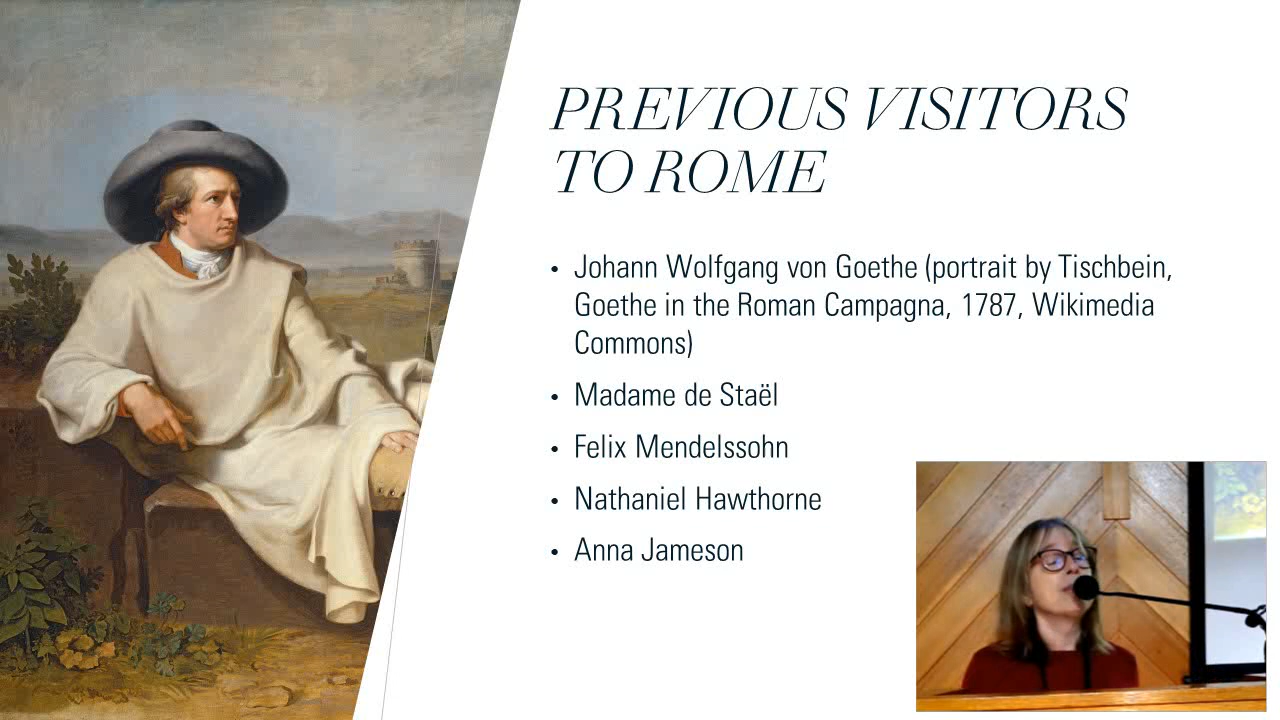 PREVIOUS VISITORS
TO ROME
• Johann Wolfgang von Goethe (portrait by Tischbein,
Goethe in the Roman Campagna, 1787, Wikimedia
Commons)
• Madame de Staël
• Felix Mendelssohn
• Nathaniel Hawthorne
• Anna Jameson